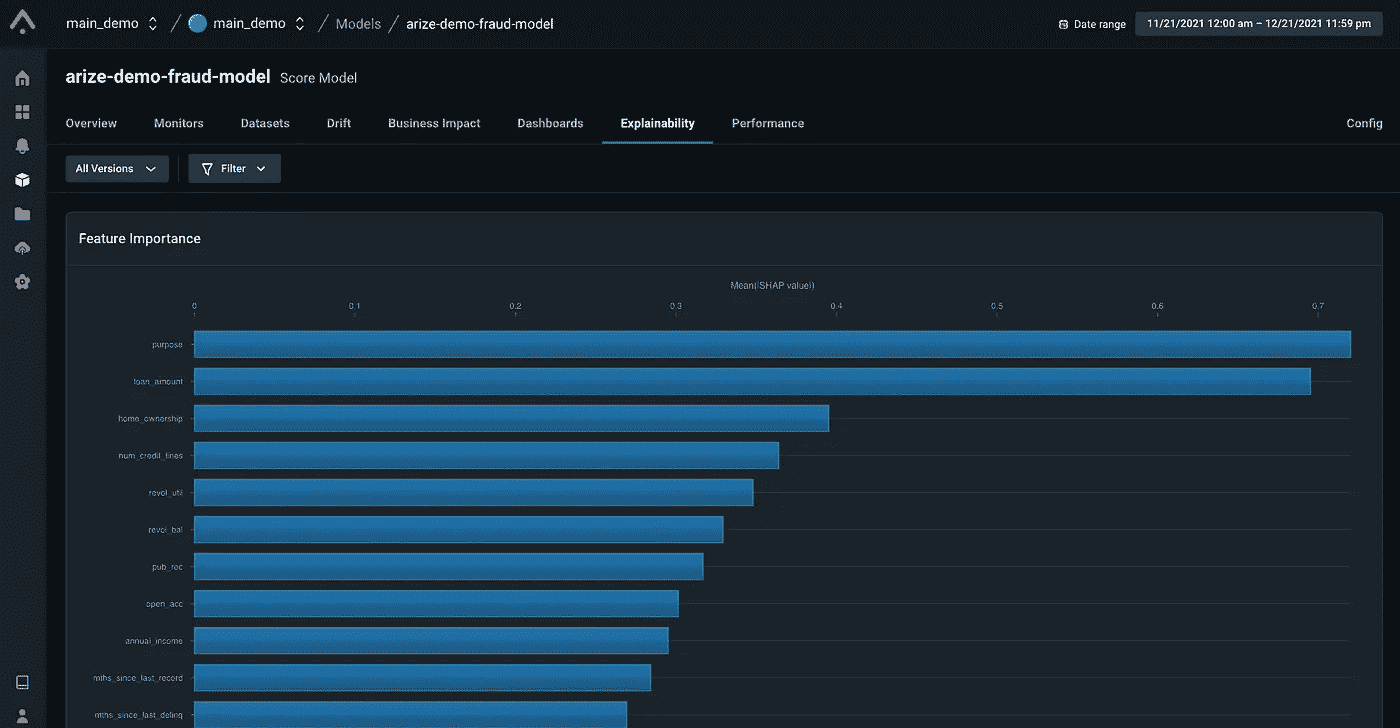 main_demo / main_demo / Models / arize-demo-fraud-model Date range 11/21/2021 12:00 am – 12/21/2021 11:59 pm
arize-demo-fraud-model Score Model
Overview Monitors Datasets Drift Business Impact Dashboards Explainability Performance Config
All Versions Filter
Feature Importance
Mean(|SHAP value|)
0 0.1 0.2 0.3 0.4 0.5 0.6 0.7
purpose
loan_amount
home_ownership
num_credit_lines
revol_util
revol_bal
pub_rec
open_acc
annual_income
mths_since_last_record
mths_since_last_delinq